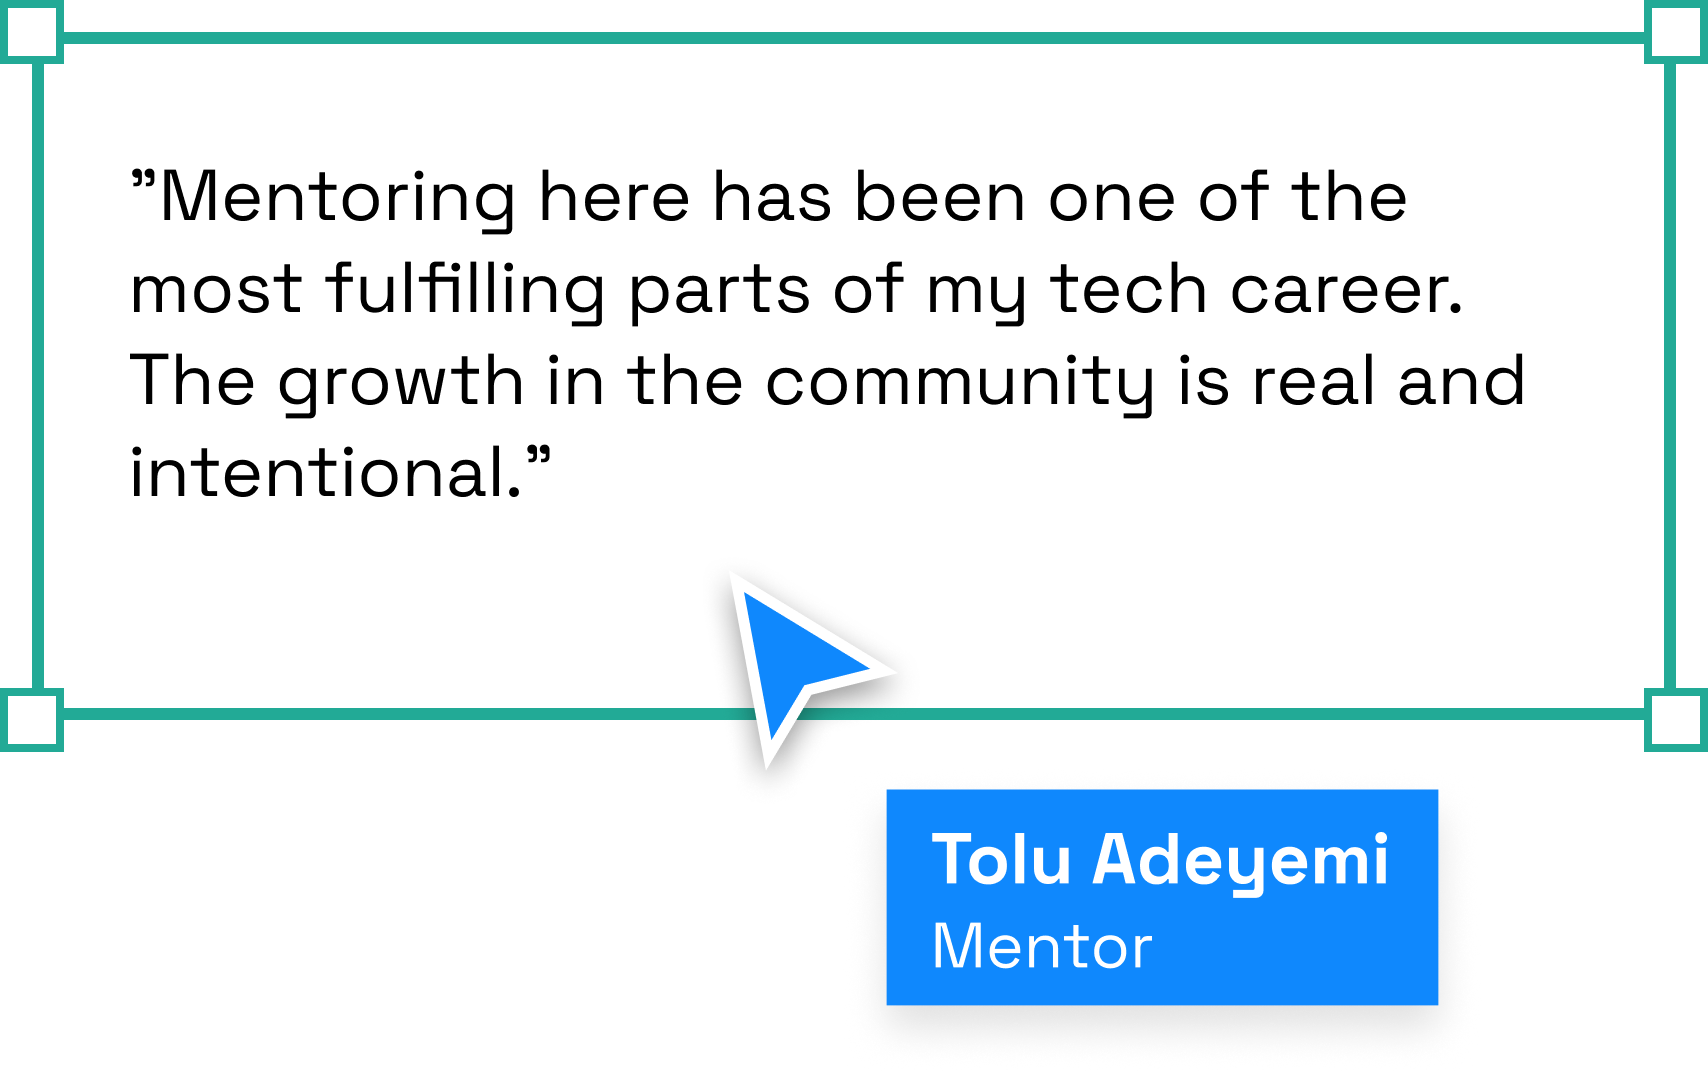 ”Mentoring here has been one of the
most fulfilling parts of my tech career.
The growth in the community is real and
intentional.”
Tolu Adeyemi
Mentor